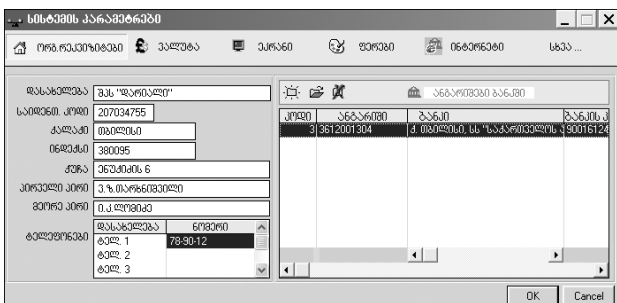 სისტემის პარამეტრები
ორგ.რეკვიზიტები ვალუტა ეკრანი ფერები ინტერნეტი სხვა ...
დასახელება შპს "დარიალი"
საიდენტ. კოდი 207034755
ქალაქი თბილისი
ინდექსი 380095
ქუჩა ენუქიძის 6
პირველი პირი ვ.ზ.თარხნიშვილი
მეორე პირი ი.კ.ლომიძე
ტელეფონები
დასახელება ნომერი
ტელ. 1 78-90-12
ტელ. 2
ტელ. 3
ანგარიშები ბანკში
კოდი ანგარიში ბანკი ბანკის კ
3 3612001304 ქ. თბილისი, სს "საქართველოს ბ 90016124
OK Cancel